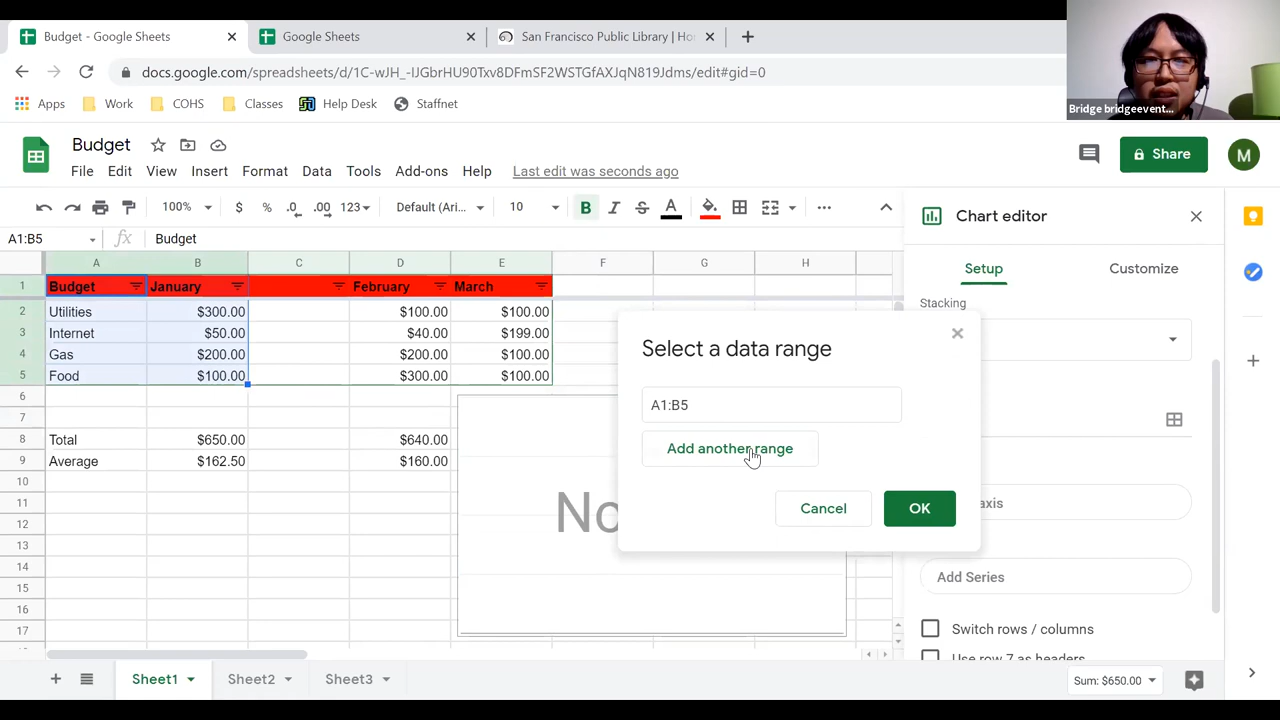 Budget - Google Sheets
Google Sheets
San Francisco Public Library | Ho
docs.google.com/spreadsheets/d/1C-wJH_-IJGbrHU90Tv8DFmSF2WSTGfAXJqN819Jdms/edit#gid=0
Apps Work COHS Classes Help Desk Staffnet
Bridge bridgeevent...
Budget
File Edit View Insert Format Data Tools Add-ons Help Last edit was seconds ago
Share
M
100% $ % .0 .00 123 Default (Ari... 10 B I S A
A1:B5 fx Budget
A B C D E F G H
1 Budget January February March
2 Utilities $300.00 $100.00 $100.00
3 Internet $50.00 $40.00 $199.00
4 Gas $200.00 $200.00 $100.00
5 Food $100.00 $300.00 $100.00
6
7
8 Total $650.00 $640.00
9 Average $162.50 $160.00
10
11
12
13
14
15
16
17
No
Select a data range
A1:B5
Add another range
Cancel OK
Chart editor
Setup Customize
Stacking
axis
Add Series
Switch rows / columns
Use row 7 as headers
Sheet1 Sheet2 Sheet3
Sum: $650.00